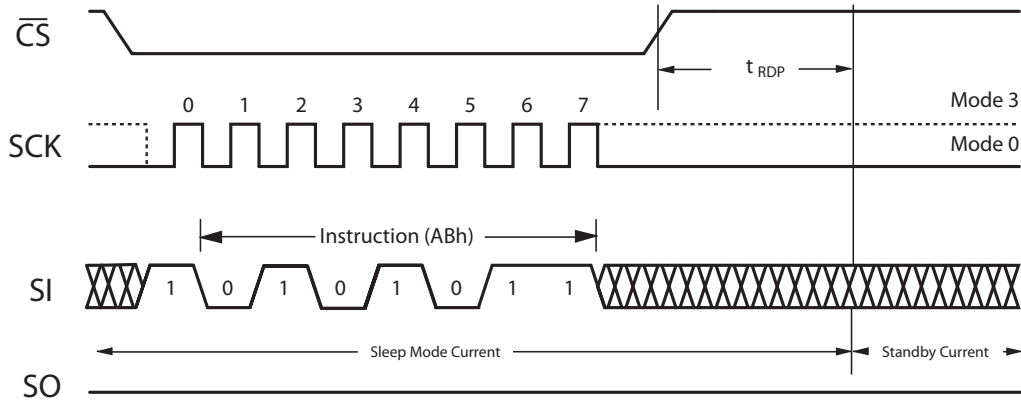 CS
t RDP
0 1 2 3 4 5 6 7
Mode 3
SCK
Mode 0
Instruction (ABh)
SI
1 0 1 0 1 0 1 1
Sleep Mode Current
Standby Current
SO